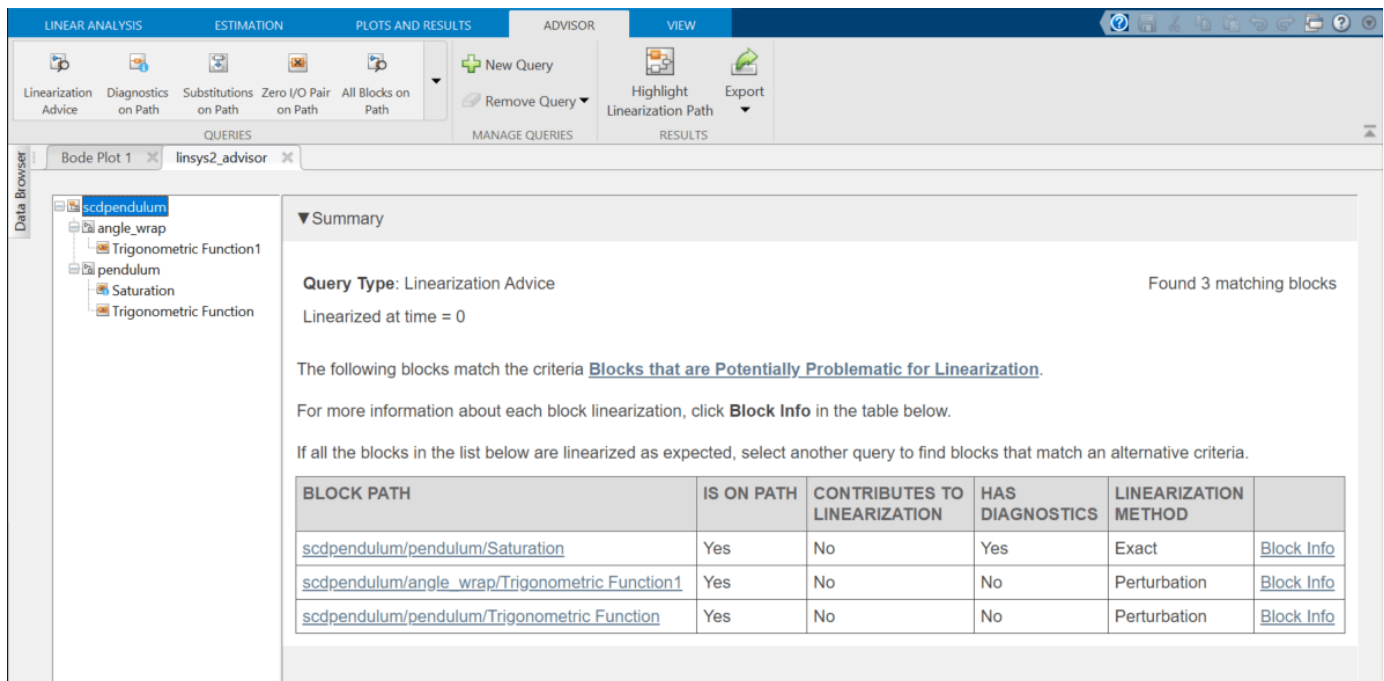 LINEAR ANALYSIS ESTIMATION PLOTS AND RESULTS ADVISOR VIEW
New Query
Remove Query
Linearization Advice
Diagnostics on Path
Substitutions on Path
Zero I/O Pair on Path
All Blocks on Path
Highlight Linearization Path
Export
QUERIES MANAGE QUERIES RESULTS
Data Browser
Bode Plot 1 linsys2_advisor
scdpendulum
angle_wrap
Trigonometric Function1
pendulum
Saturation
Trigonometric Function
Summary
Query Type: Linearization Advice Found 3 matching blocks
Linearized at time = 0
The following blocks match the criteria Blocks that are Potentially Problematic for Linearization.
For more information about each block linearization, click Block Info in the table below.
If all the blocks in the list below are linearized as expected, select another query to find blocks that match an alternative criteria.
BLOCK PATH IS ON PATH CONTRIBUTES TO LINEARIZATION HAS DIAGNOSTICS LINEARIZATION METHOD
scdpendulum/pendulum/Saturation Yes No Yes Exact Block Info
scdpendulum/angle_wrap/Trigonometric Function1 Yes No No Perturbation Block Info
scdpendulum/pendulum/Trigonometric Function Yes No No Perturbation Block Info